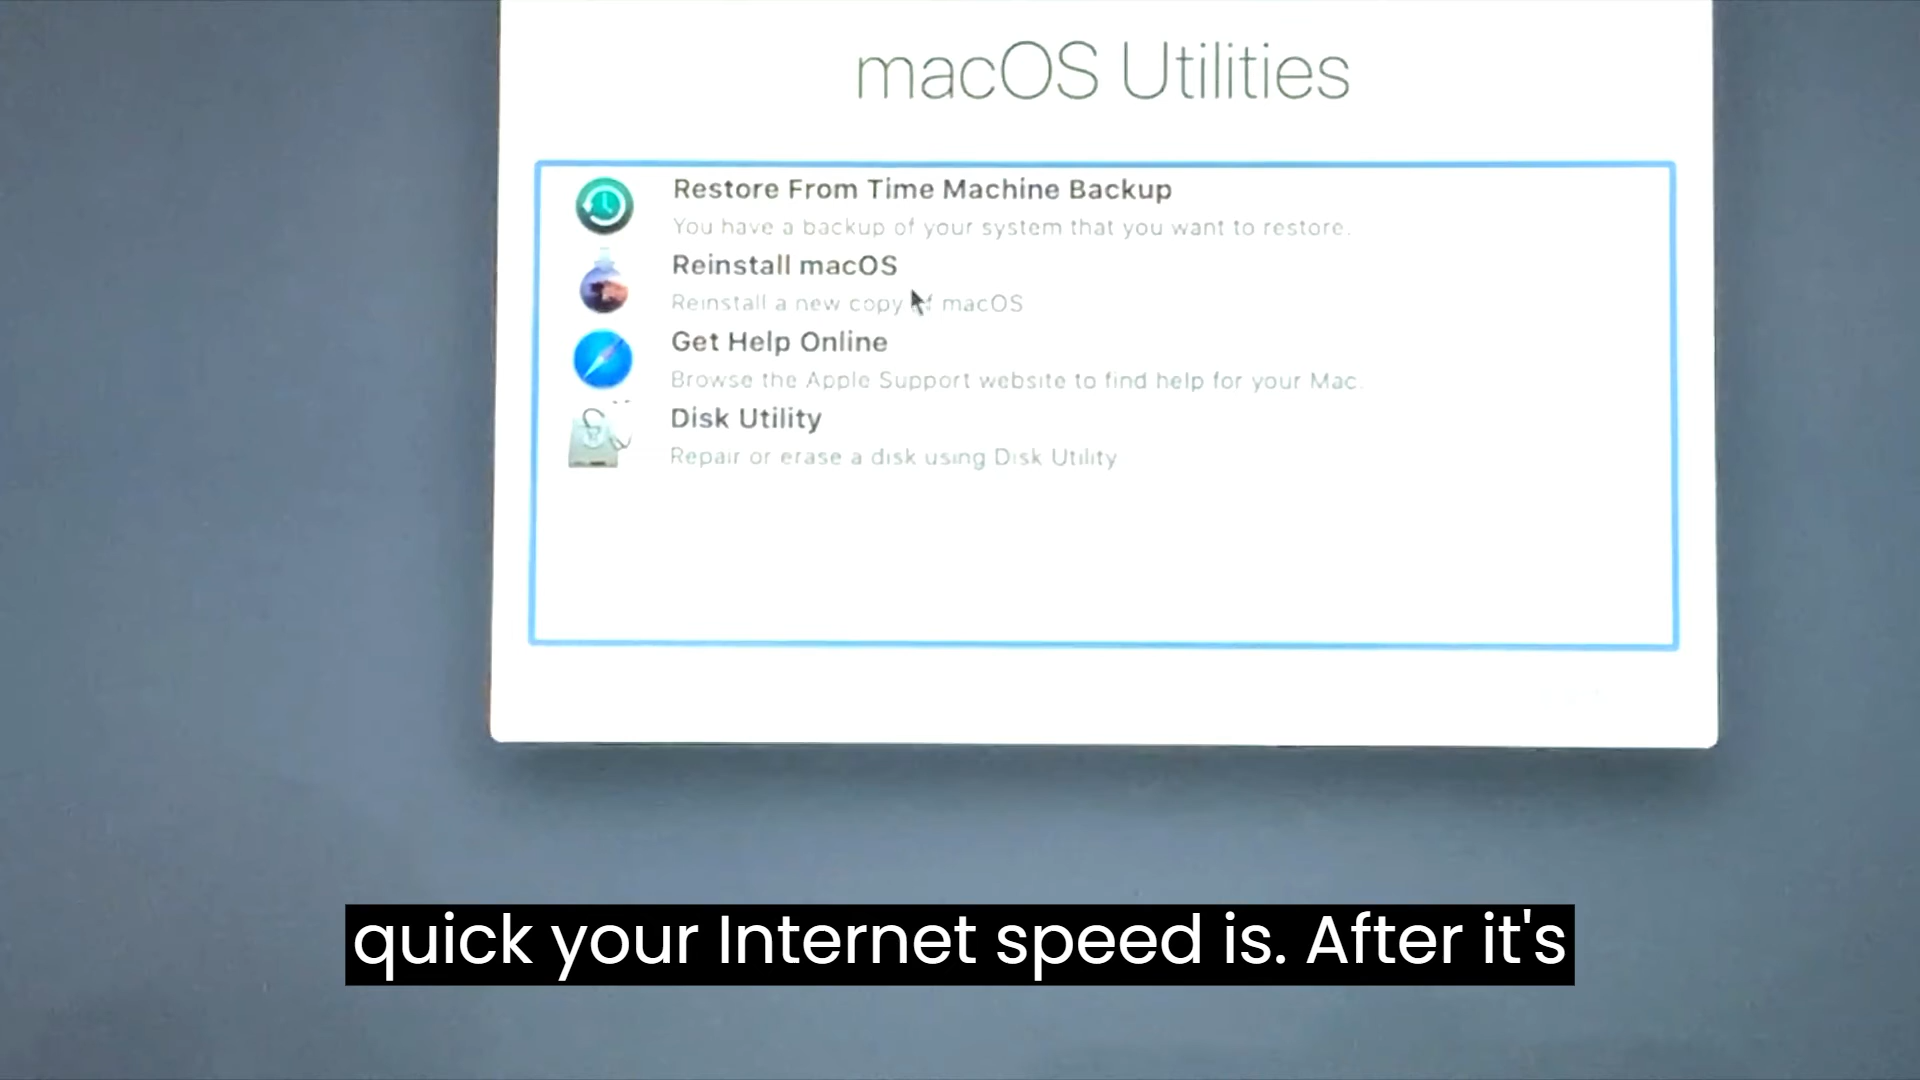 macOS Utilities
Restore From Time Machine Backup
You have a backup of your system that you want to restore.
Reinstall macOS
Reinstall a new copy of macOS
Get Help Online
Browse the Apple Support website to find help for your Mac.
Disk Utility
Repair or erase a disk using Disk Utility
quick your Internet speed is. After it's